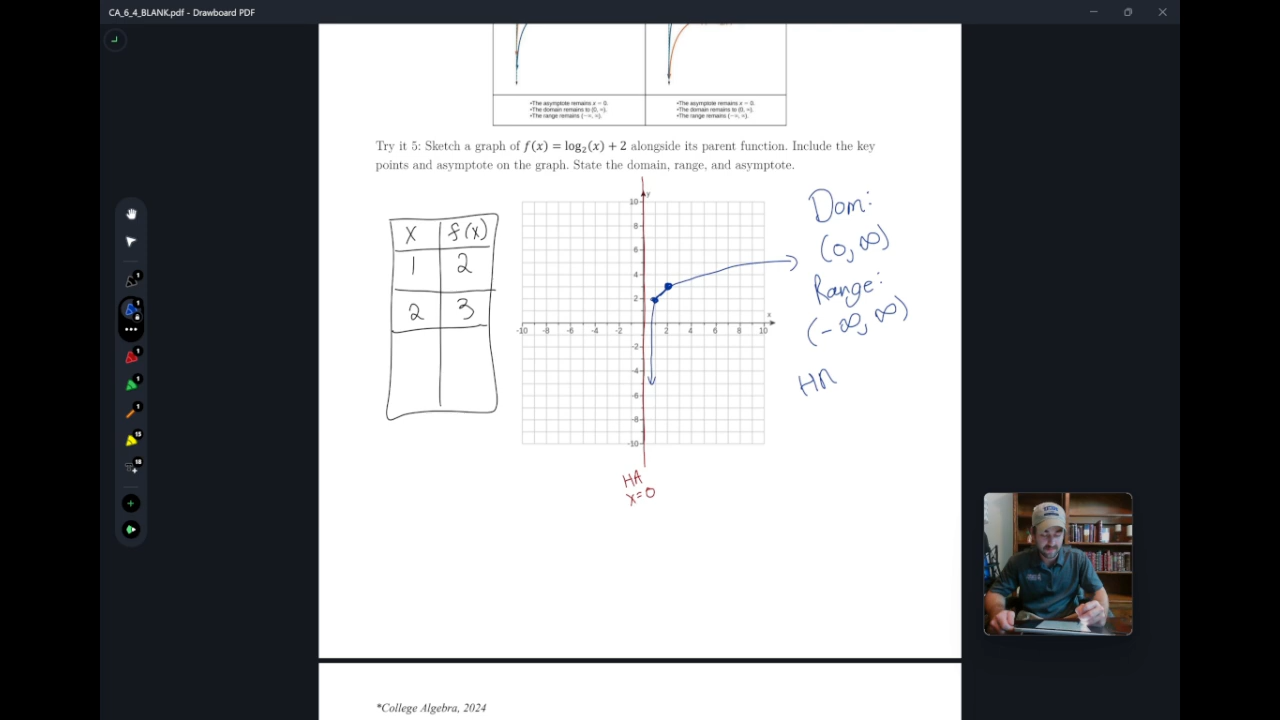 CA_6_4_BLANK.pdf - Drawboard PDF
•The asymptote remains x = 0.
•The domain remains to (0, ∞).
•The range remains (−∞, ∞).
•The asymptote remains x = 0.
•The domain remains to (0, ∞).
•The range remains (−∞, ∞).
Try it 5: Sketch a graph of f(x) = log₂(x) + 2 alongside its parent function. Include the key
points and asymptote on the graph. State the domain, range, and asymptote.
x f(x)
1 2
2 3
y
10
8
6
4
2
-10 -8 -6 -4 -2 2 4 6 8 10
x
-2
-4
-6
-8
-10
HA
x=0
Dom:
(0, ∞)
Range:
(-∞, ∞)
HA
*College Algebra, 2024